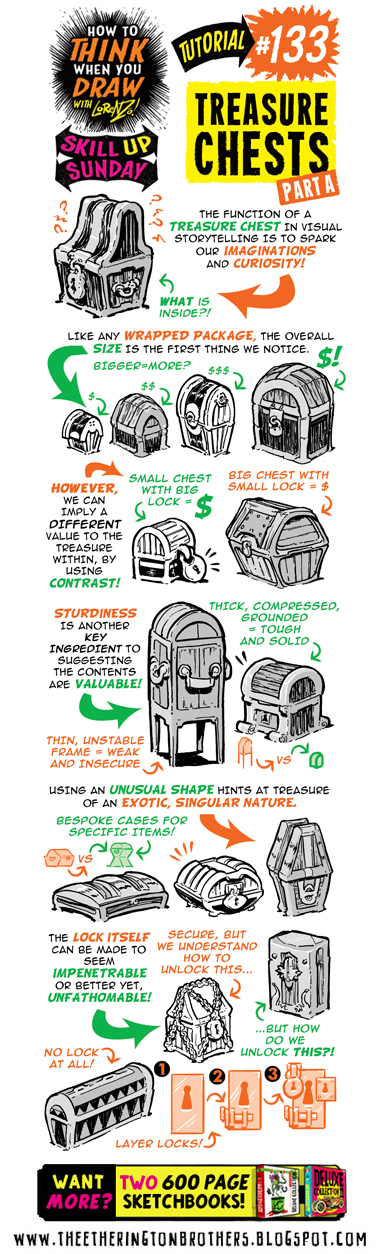 HOW TO
THINK
WHEN YOU
DRAW
WITH LORENZO!
SKILL UP
SUNDAY
TUTORIAL
#133
TREASURE
CHESTS
PART A
THE FUNCTION OF A
TREASURE CHEST IN VISUAL
STORYTELLING IS TO SPARK
OUR IMAGINATIONS
AND CURIOSITY!
WHAT IS
INSIDE?!
LIKE ANY WRAPPED PACKAGE, THE OVERALL
SIZE IS THE FIRST THING WE NOTICE.
BIGGER=MORE?
$
$$
$$$
$!
HOWEVER,
WE CAN
IMPLY A
DIFFERENT
VALUE TO THE
TREASURE
WITHIN, BY
USING
CONTRAST!
SMALL CHEST
WITH BIG
LOCK = $
BIG CHEST WITH
SMALL LOCK = $
STURDINESS
IS ANOTHER
KEY
INGREDIENT TO
SUGGESTING
THE CONTENTS
ARE VALUABLE!
THICK, COMPRESSED,
GROUNDED
= TOUGH
AND SOLID
THIN, UNSTABLE
FRAME = WEAK
AND INSECURE
VS
USING AN UNUSUAL SHAPE HINTS AT TREASURE
OF AN EXOTIC, SINGULAR NATURE.
BESPOKE CASES FOR
SPECIFIC ITEMS!
VS
THE LOCK ITSELF
CAN BE MADE TO
SEEM
IMPENETRABLE
OR BETTER YET,
UNFATHOMABLE!
SECURE, BUT
WE UNDERSTAND
HOW TO
UNLOCK THIS...
...BUT HOW
DO WE
UNLOCK THIS?!
NO LOCK
AT ALL!
1
2
3
LAYER LOCKS!
WANT
MORE?
TWO 600 PAGE
SKETCHBOOKS!
WWW.THEETHERINGTONBROTHERS.BLOGSPOT.COM